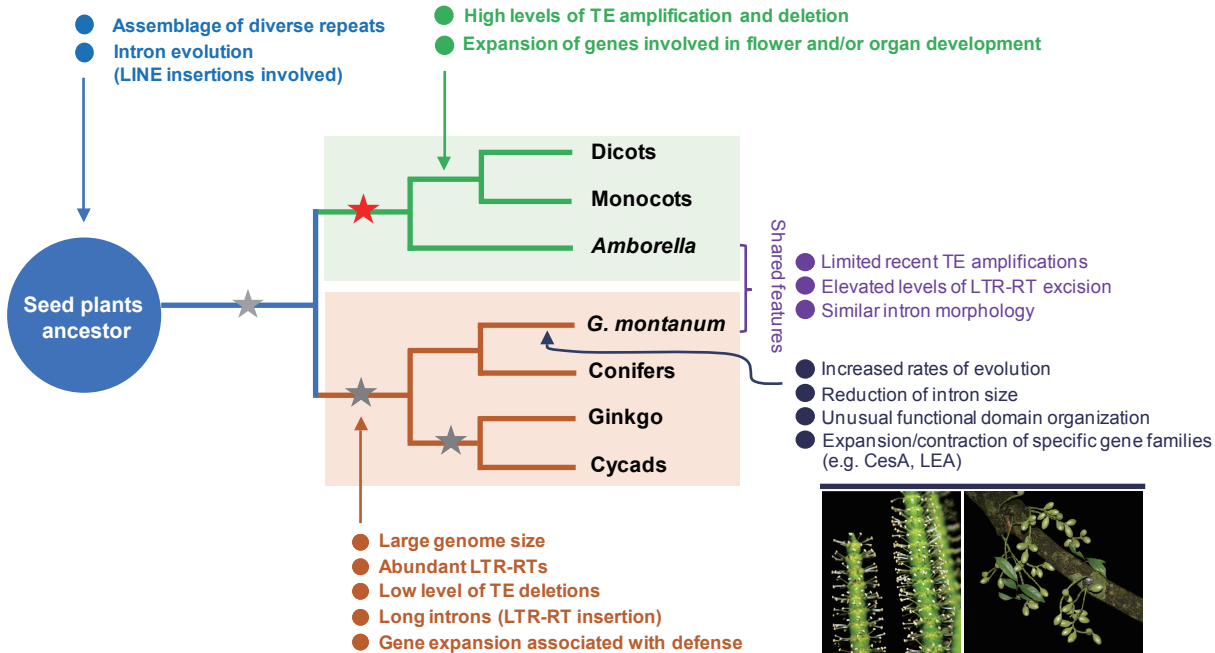 Assemblage of diverse repeats
Intron evolution
(LINE insertions involved)
High levels of TE amplification and deletion
Expansion of genes involved in flower and/or organ development
Seed plants
ancestor
Dicots
Monocots
Amborella
G. montanum
Conifers
Ginkgo
Cycads
Shared features
Limited recent TE amplifications
Elevated levels of LTR-RT excision
Similar intron morphology
Increased rates of evolution
Reduction of intron size
Unusual functional domain organization
Expansion/contraction of specific gene families
(e.g. CesA, LEA)
Large genome size
Abundant LTR-RTs
Low level of TE deletions
Long introns (LTR-RT insertion)
Gene expansion associated with defense